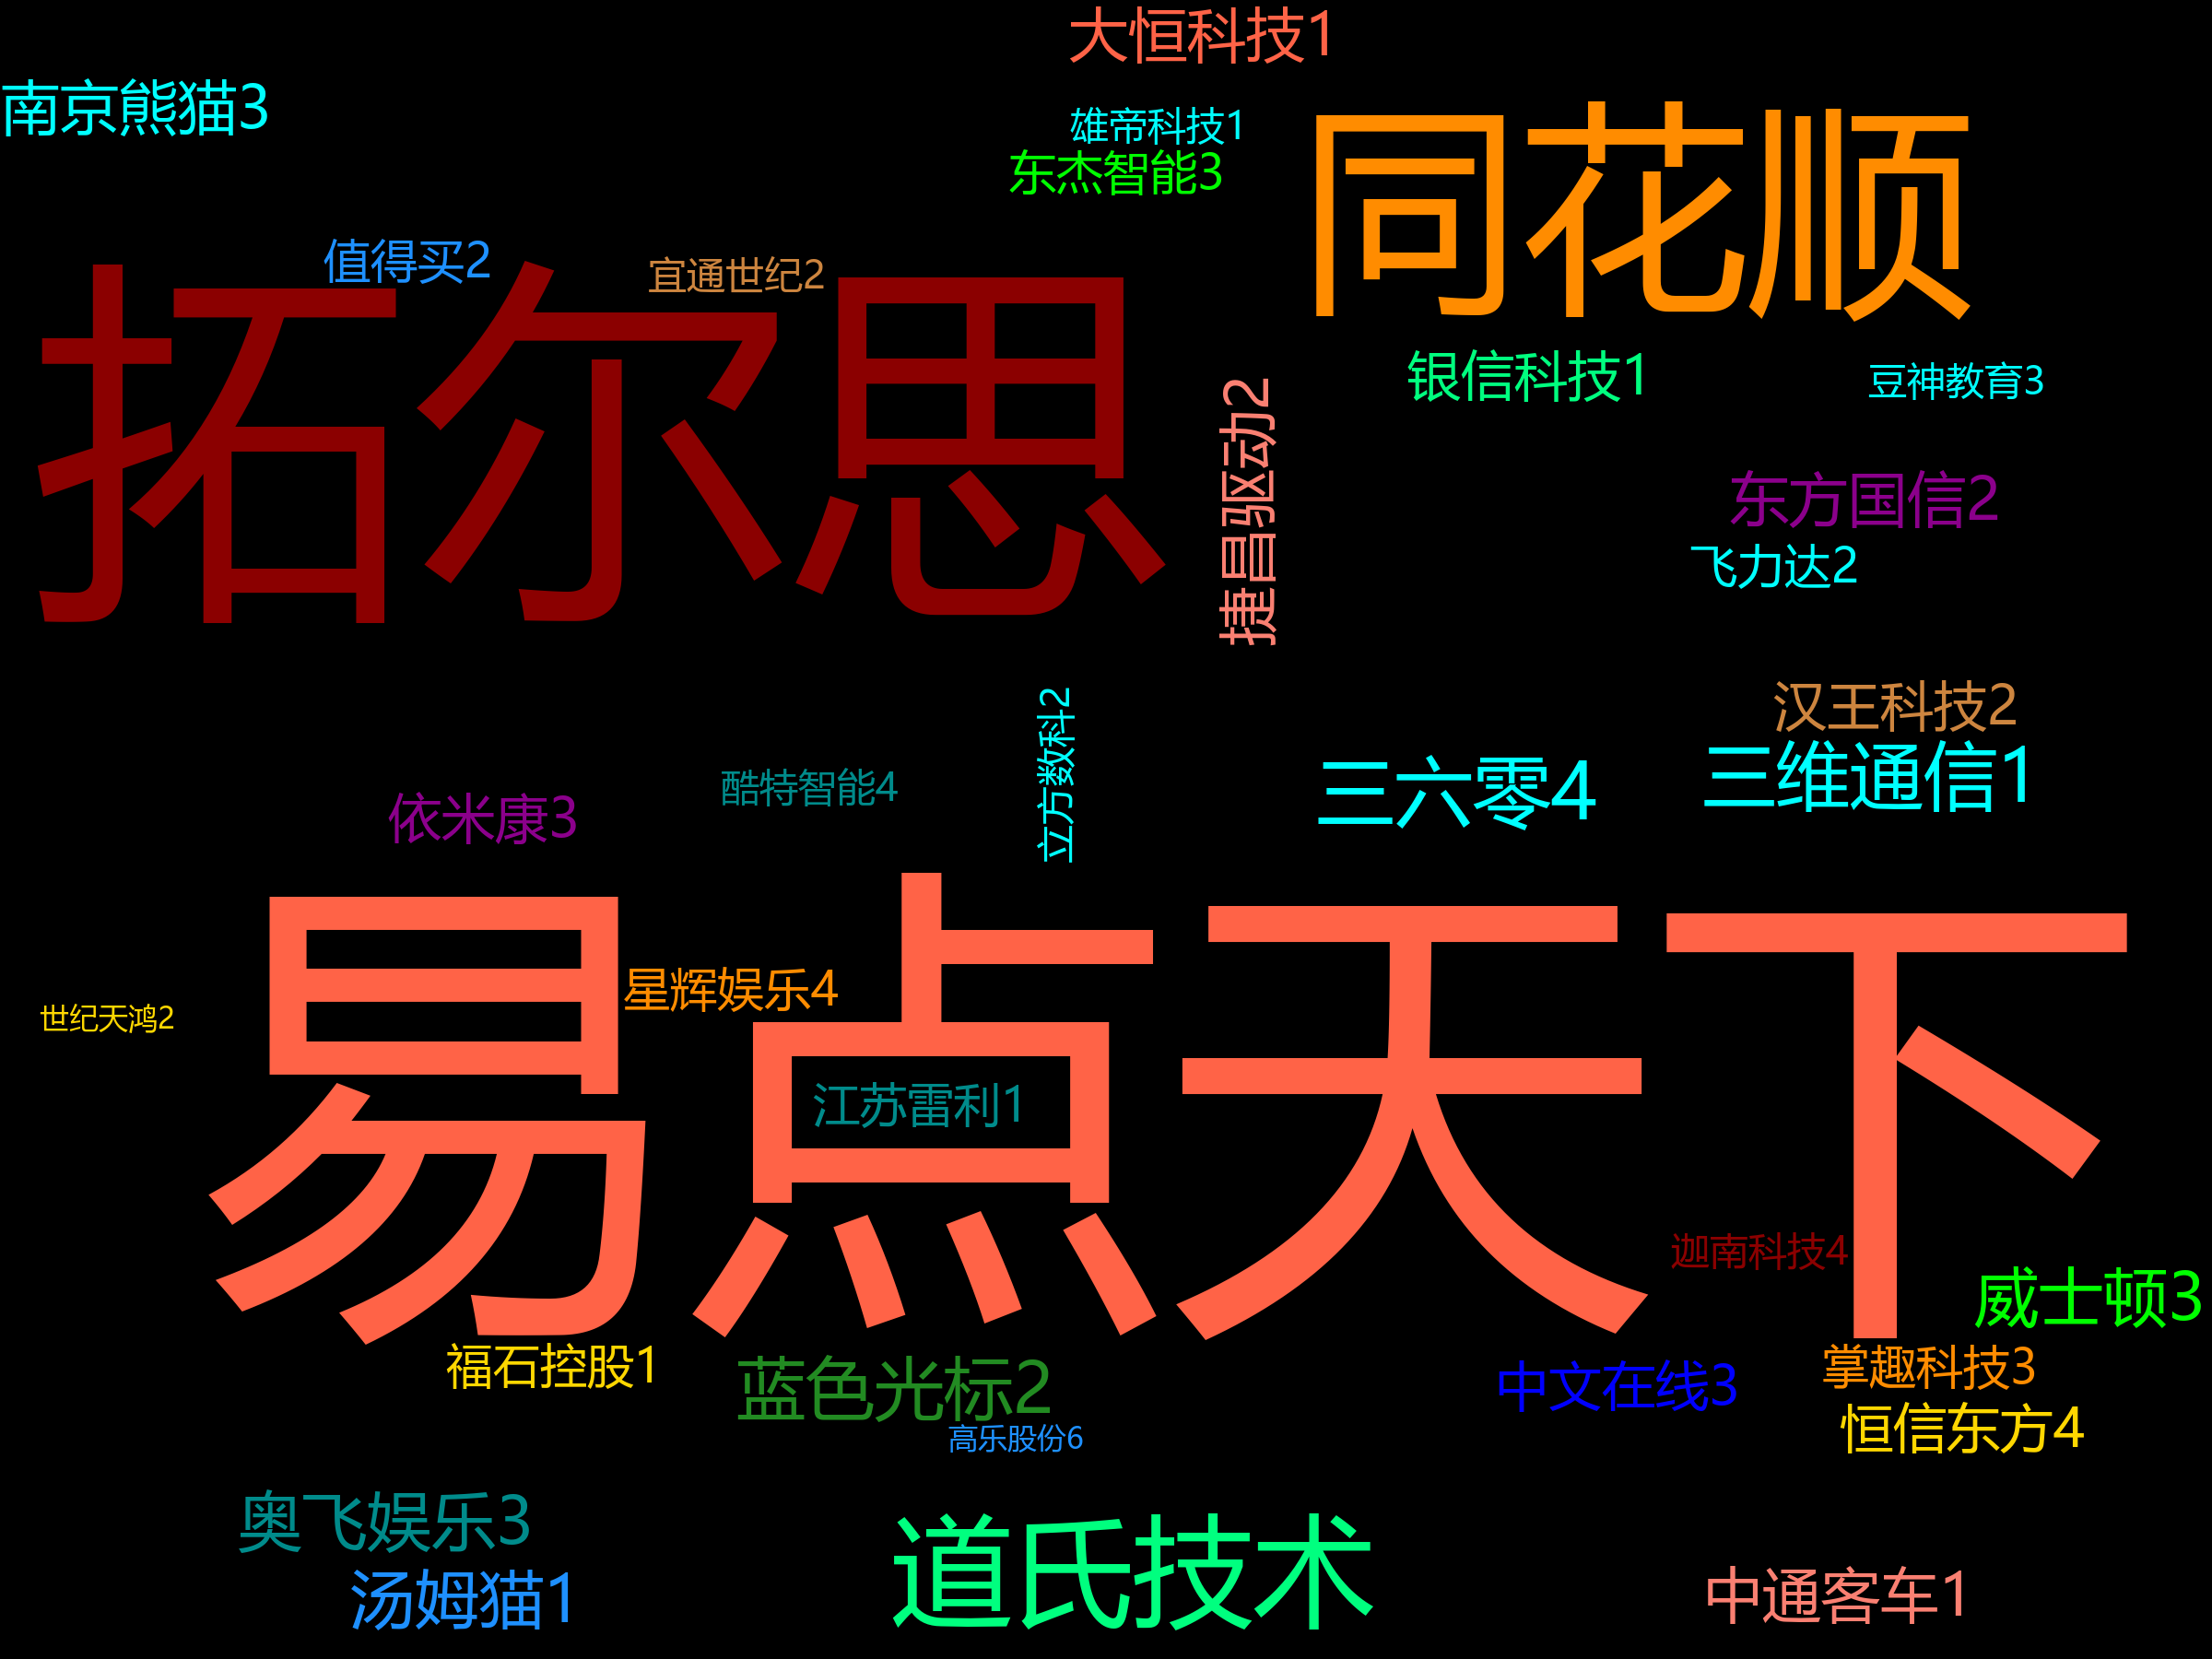 大恒科技1
南京熊猫3
雄帝科技1
同花顺
东杰智能3
值得买2
宜通世纪2
拓尔思
银信科技1
豆神教育3
捷昌驱动2
东方国信2
飞力达2
汉王科技2
立方数科2
三六零4
三维通信1
酷特智能4
依米康3
易点天下
星辉娱乐4
世纪天鸿2
江苏雷利1
迦南科技4
威士顿3
福石控股1
蓝色光标2
中文在线3
掌趣科技3
高乐股份6
恒信东方4
奥飞娱乐3
道氏技术
汤姆猫1
中通客车1